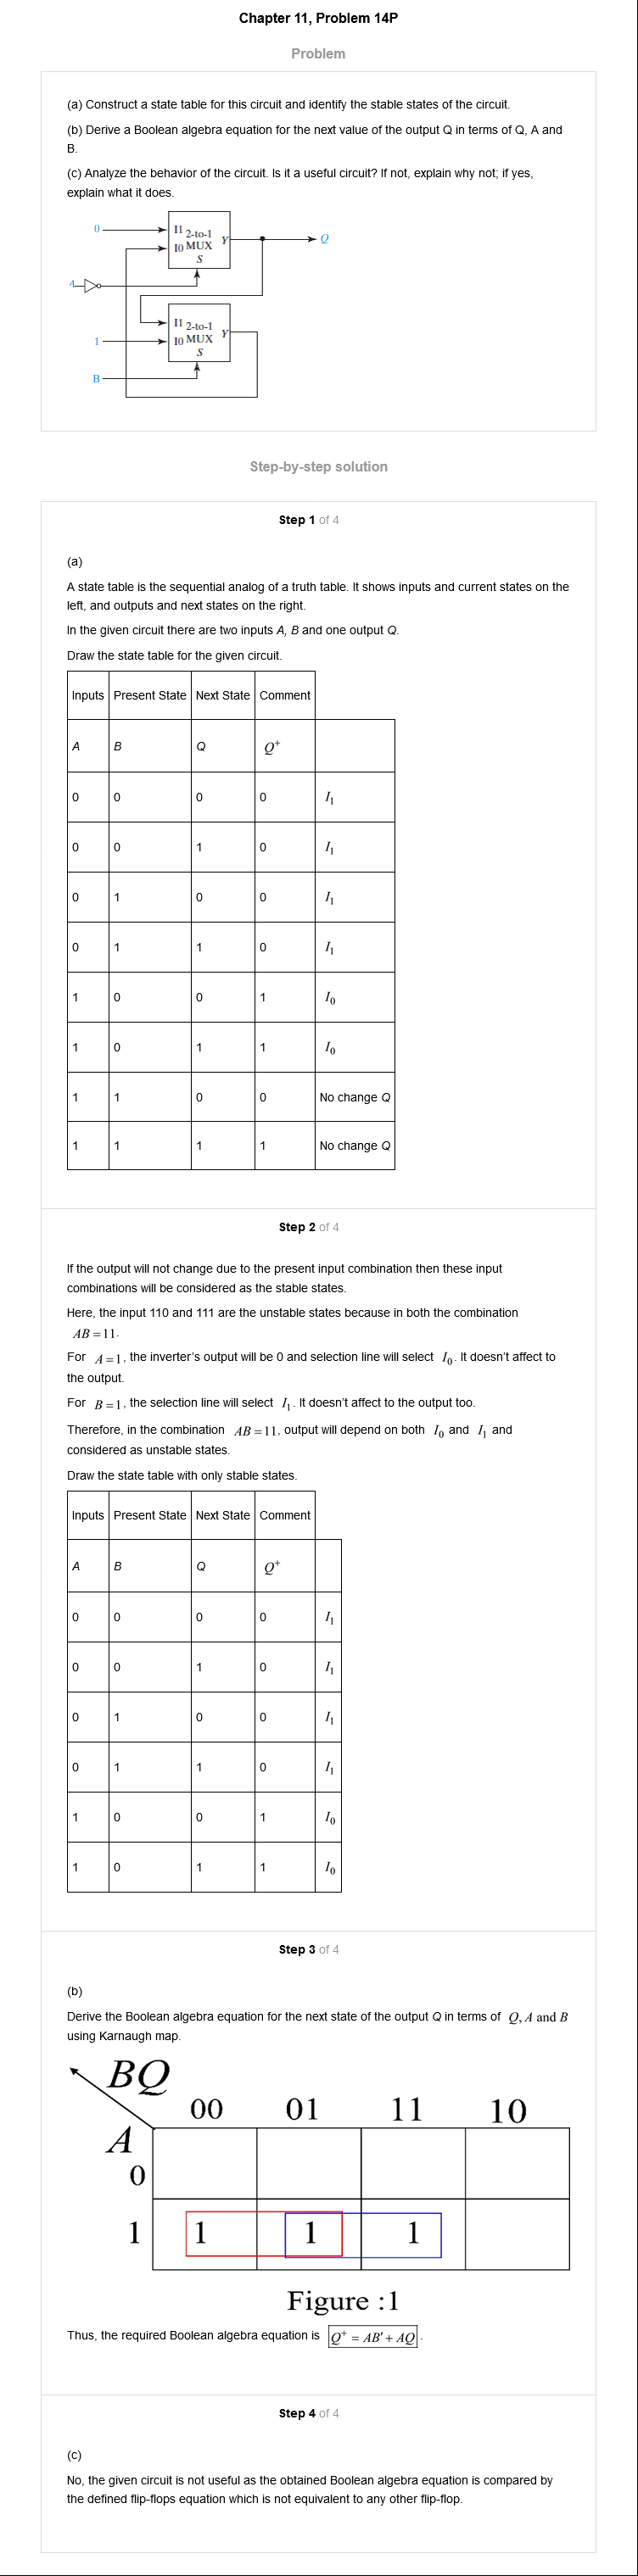 Chapter 11, Problem 14P
Problem
(a) Construct a state table for this circuit and identify the stable states of the circuit.
(b) Derive a Boolean algebra equation for the next value of the output Q in terms of Q, A and
B.
(c) Analyze the behavior of the circuit. Is it a useful circuit? If not, explain why not; if yes,
explain what it does.
0 I1 2-to-1 Y Q
I0 MUX
S
A
I1 2-to-1 Y
1 I0 MUX
S
B
Step-by-step solution
Step 1 of 4
(a)
A state table is the sequential analog of a truth table. It shows inputs and current states on the
left, and outputs and next states on the right.
In the given circuit there are two inputs A, B and one output Q.
Draw the state table for the given circuit.
Inputs Present State Next State Comment
A B Q Q⁺
0 0 0 0 I₁
0 0 1 0 I₁
0 1 0 0 I₁
0 1 1 0 I₁
1 0 0 1 I₀
1 0 1 1 I₀
1 1 0 0 No change Q
1 1 1 1 No change Q
Step 2 of 4
If the output will not change due to the present input combination then these input
combinations will be considered as the stable states.
Here, the input 110 and 111 are the unstable states because in both the combination
AB = 11.
For A = 1, the inverter's output will be 0 and selection line will select I₀. It doesn't affect to
the output.
For B = 1, the selection line will select I₁. It doesn't affect to the output too.
Therefore, in the combination AB = 11, output will depend on both I₀ and I₁ and
considered as unstable states.
Draw the state table with only stable states.
Inputs Present State Next State Comment
A B Q Q⁺
0 0 0 0 I₁
0 0 1 0 I₁
0 1 0 0 I₁
0 1 1 0 I₁
1 0 0 1 I₀
1 0 1 1 I₀
Step 3 of 4
(b)
Derive the Boolean algebra equation for the next state of the output Q in terms of Q, A and B
using Karnaugh map.
BQ
00 01 11 10
A
0
1 1 1 1
Figure :1
Thus, the required Boolean algebra equation is Q⁺ = AB′ + AQ.
Step 4 of 4
(c)
No, the given circuit is not useful as the obtained Boolean algebra equation is compared by
the defined flip-flops equation which is not equivalent to any other flip-flop.